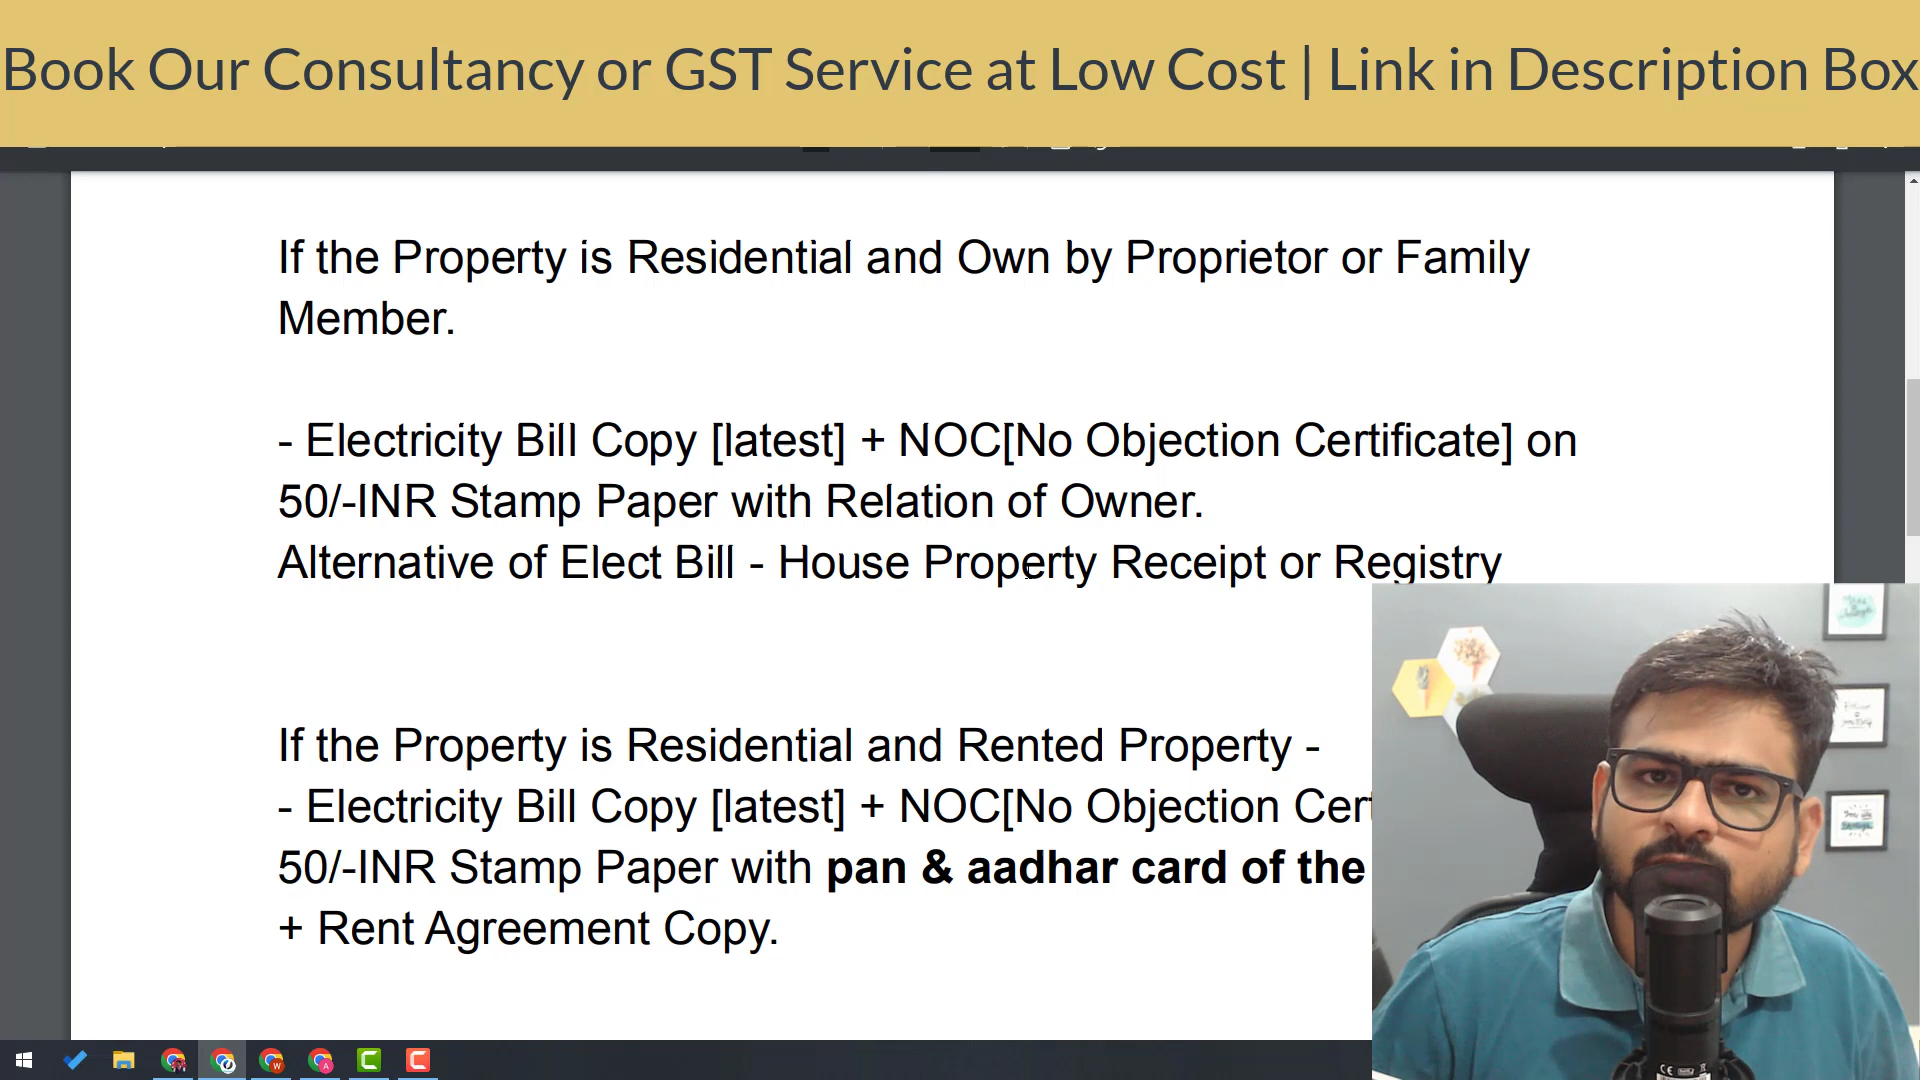 Book Our Consultancy or GST Service at Low Cost | Link in Description Box
If the Property is Residential and Own by Proprietor or Family
Member.
- Electricity Bill Copy [latest] + NOC[No Objection Certificate] on
50/-INR Stamp Paper with Relation of Owner.
Alternative of Elect Bill - House Property Receipt or Registry
If the Property is Residential and Rented Property -
- Electricity Bill Copy [latest] + NOC[No Objection Cert
50/-INR Stamp Paper with pan & aadhar card of the
+ Rent Agreement Copy.